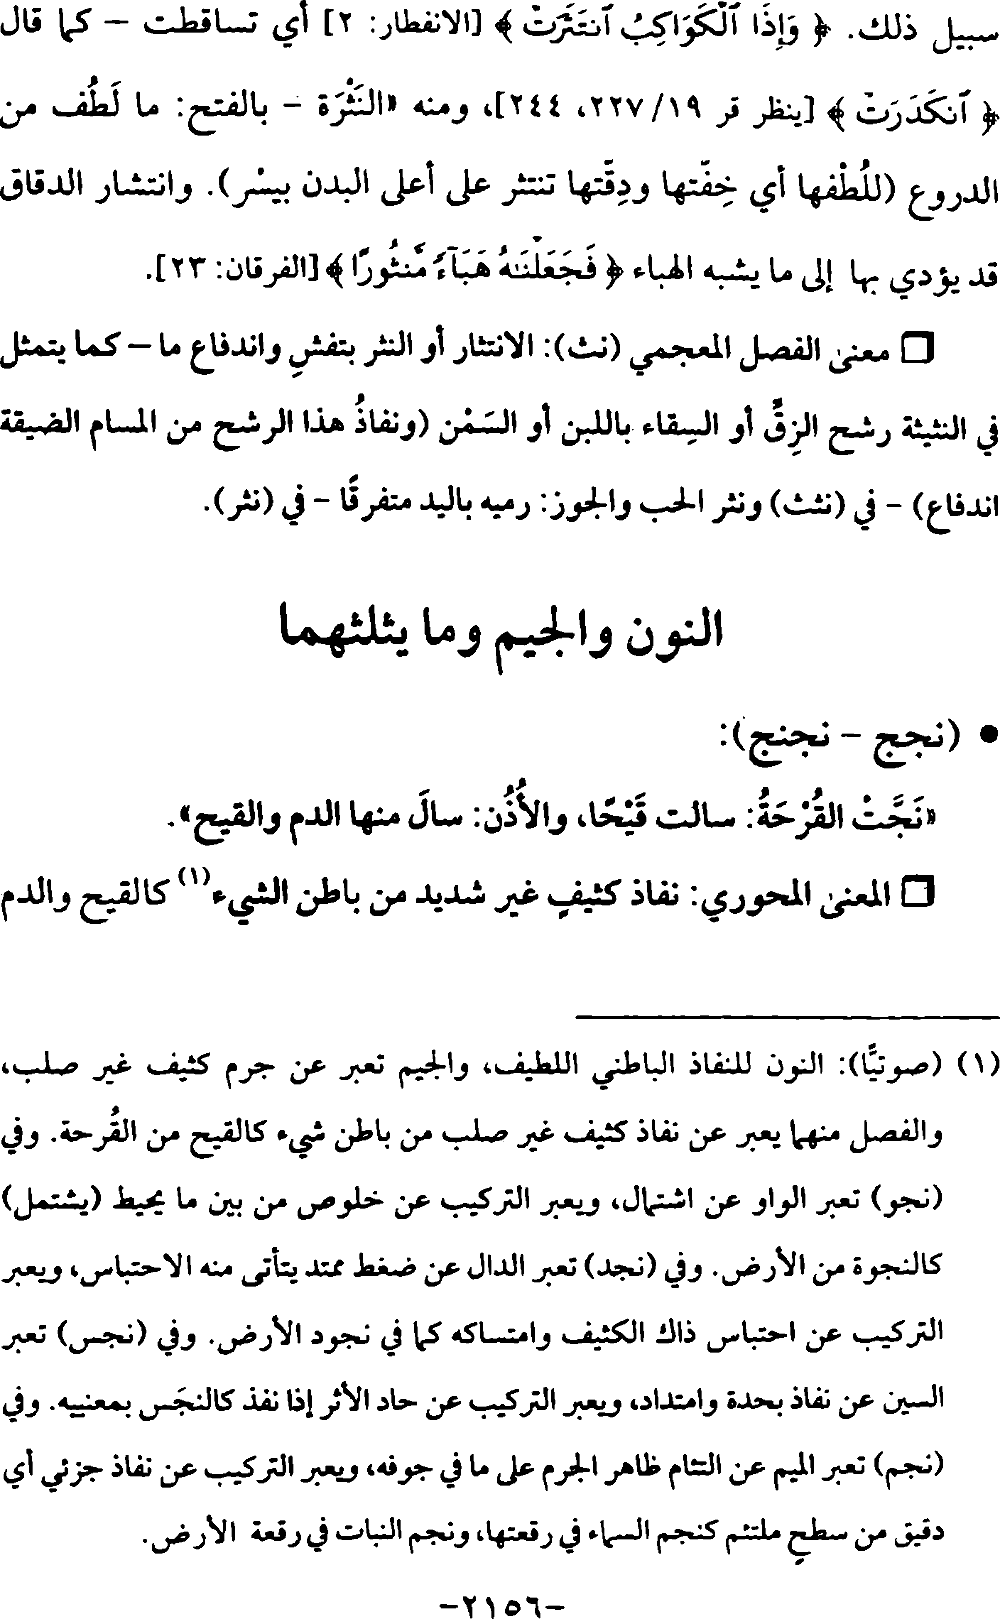 سبيل ذلك. ﴿ وَإِذَا ٱلْكَوَاكِبُ ٱنتَثَرَتْ ﴾ [الانفطار: ٢] أي تساقطت – كما قال
﴿ ٱنكَدَرَتْ ﴾ [ينظر قر ١٩/ ٢٢٧، ٢٤٤]، ومنه «النَثْرَة – بالفتح: ما لَطُف من
الدروع (للُطْفها أي خِفّتها ودِقّتها تنتثر على أعلى البدن بيسْر). وانتشار الدقاق
قد يؤدي بها إلى ما يشبه الهباء ﴿ فَجَعَلْنَٰهُ هَبَآءً مَّنثُورًا ﴾ [الفرقان: ٢٣].
□ معنى الفصل المعجمي (نث): الانتثار أو النثر بتفشٍ واندفاع ما – كما يتمثل
في النثيثة رشح الزِقِّ أو السِقاء باللبن أو السَمْن (ونفاذُ هذا الرشح من المسام الضيقة
اندفاع) – في (نثث) ونثر الحب والجوز: رميه باليد متفرقًا – في (نثر).
النون والجيم وما يثلثهما
• (نجج – نجنج):
«نَجَّتْ القُرْحَةُ: سالت قَيْحًا، والأُذُن: سالَ منها الدم والقيح».
□ المعنى المحوري: نفاذ كثيفٍ غير شديد من باطن الشيء(١) كالقيح والدم
(١) (صوتيًّا): النون للنفاذ الباطني اللطيف، والجيم تعبر عن جرم كثيف غير صلب،
والفصل منهما يعبر عن نفاذ كثيف غير صلب من باطن شيء كالقيح من القُرحة. وفي
(نجو) تعبر الواو عن اشتمال، ويعبر التركيب عن خلوص من بين ما يحيط (يشتمل)
كالنجوة من الأرض. وفي (نجد) تعبر الدال عن ضغط ممتد يتأتى منه الاحتباس، ويعبر
التركيب عن احتباس ذاك الكثيف وامتساكه كما في نجود الأرض. وفي (نجس) تعبر
السين عن نفاذ بحدة وامتداد، ويعبر التركيب عن حاد الأثر إذا نفذ كالنجَس بمعنييه. وفي
(نجم) تعبر الميم عن التئام ظاهر الجرم على ما في جوفه، ويعبر التركيب عن نفاذ جزئي أي
دقيق من سطحٍ ملتئم كنجم السماء في رقعتها، ونجم النبات في رقعة الأرض.
–٢١٥٦–